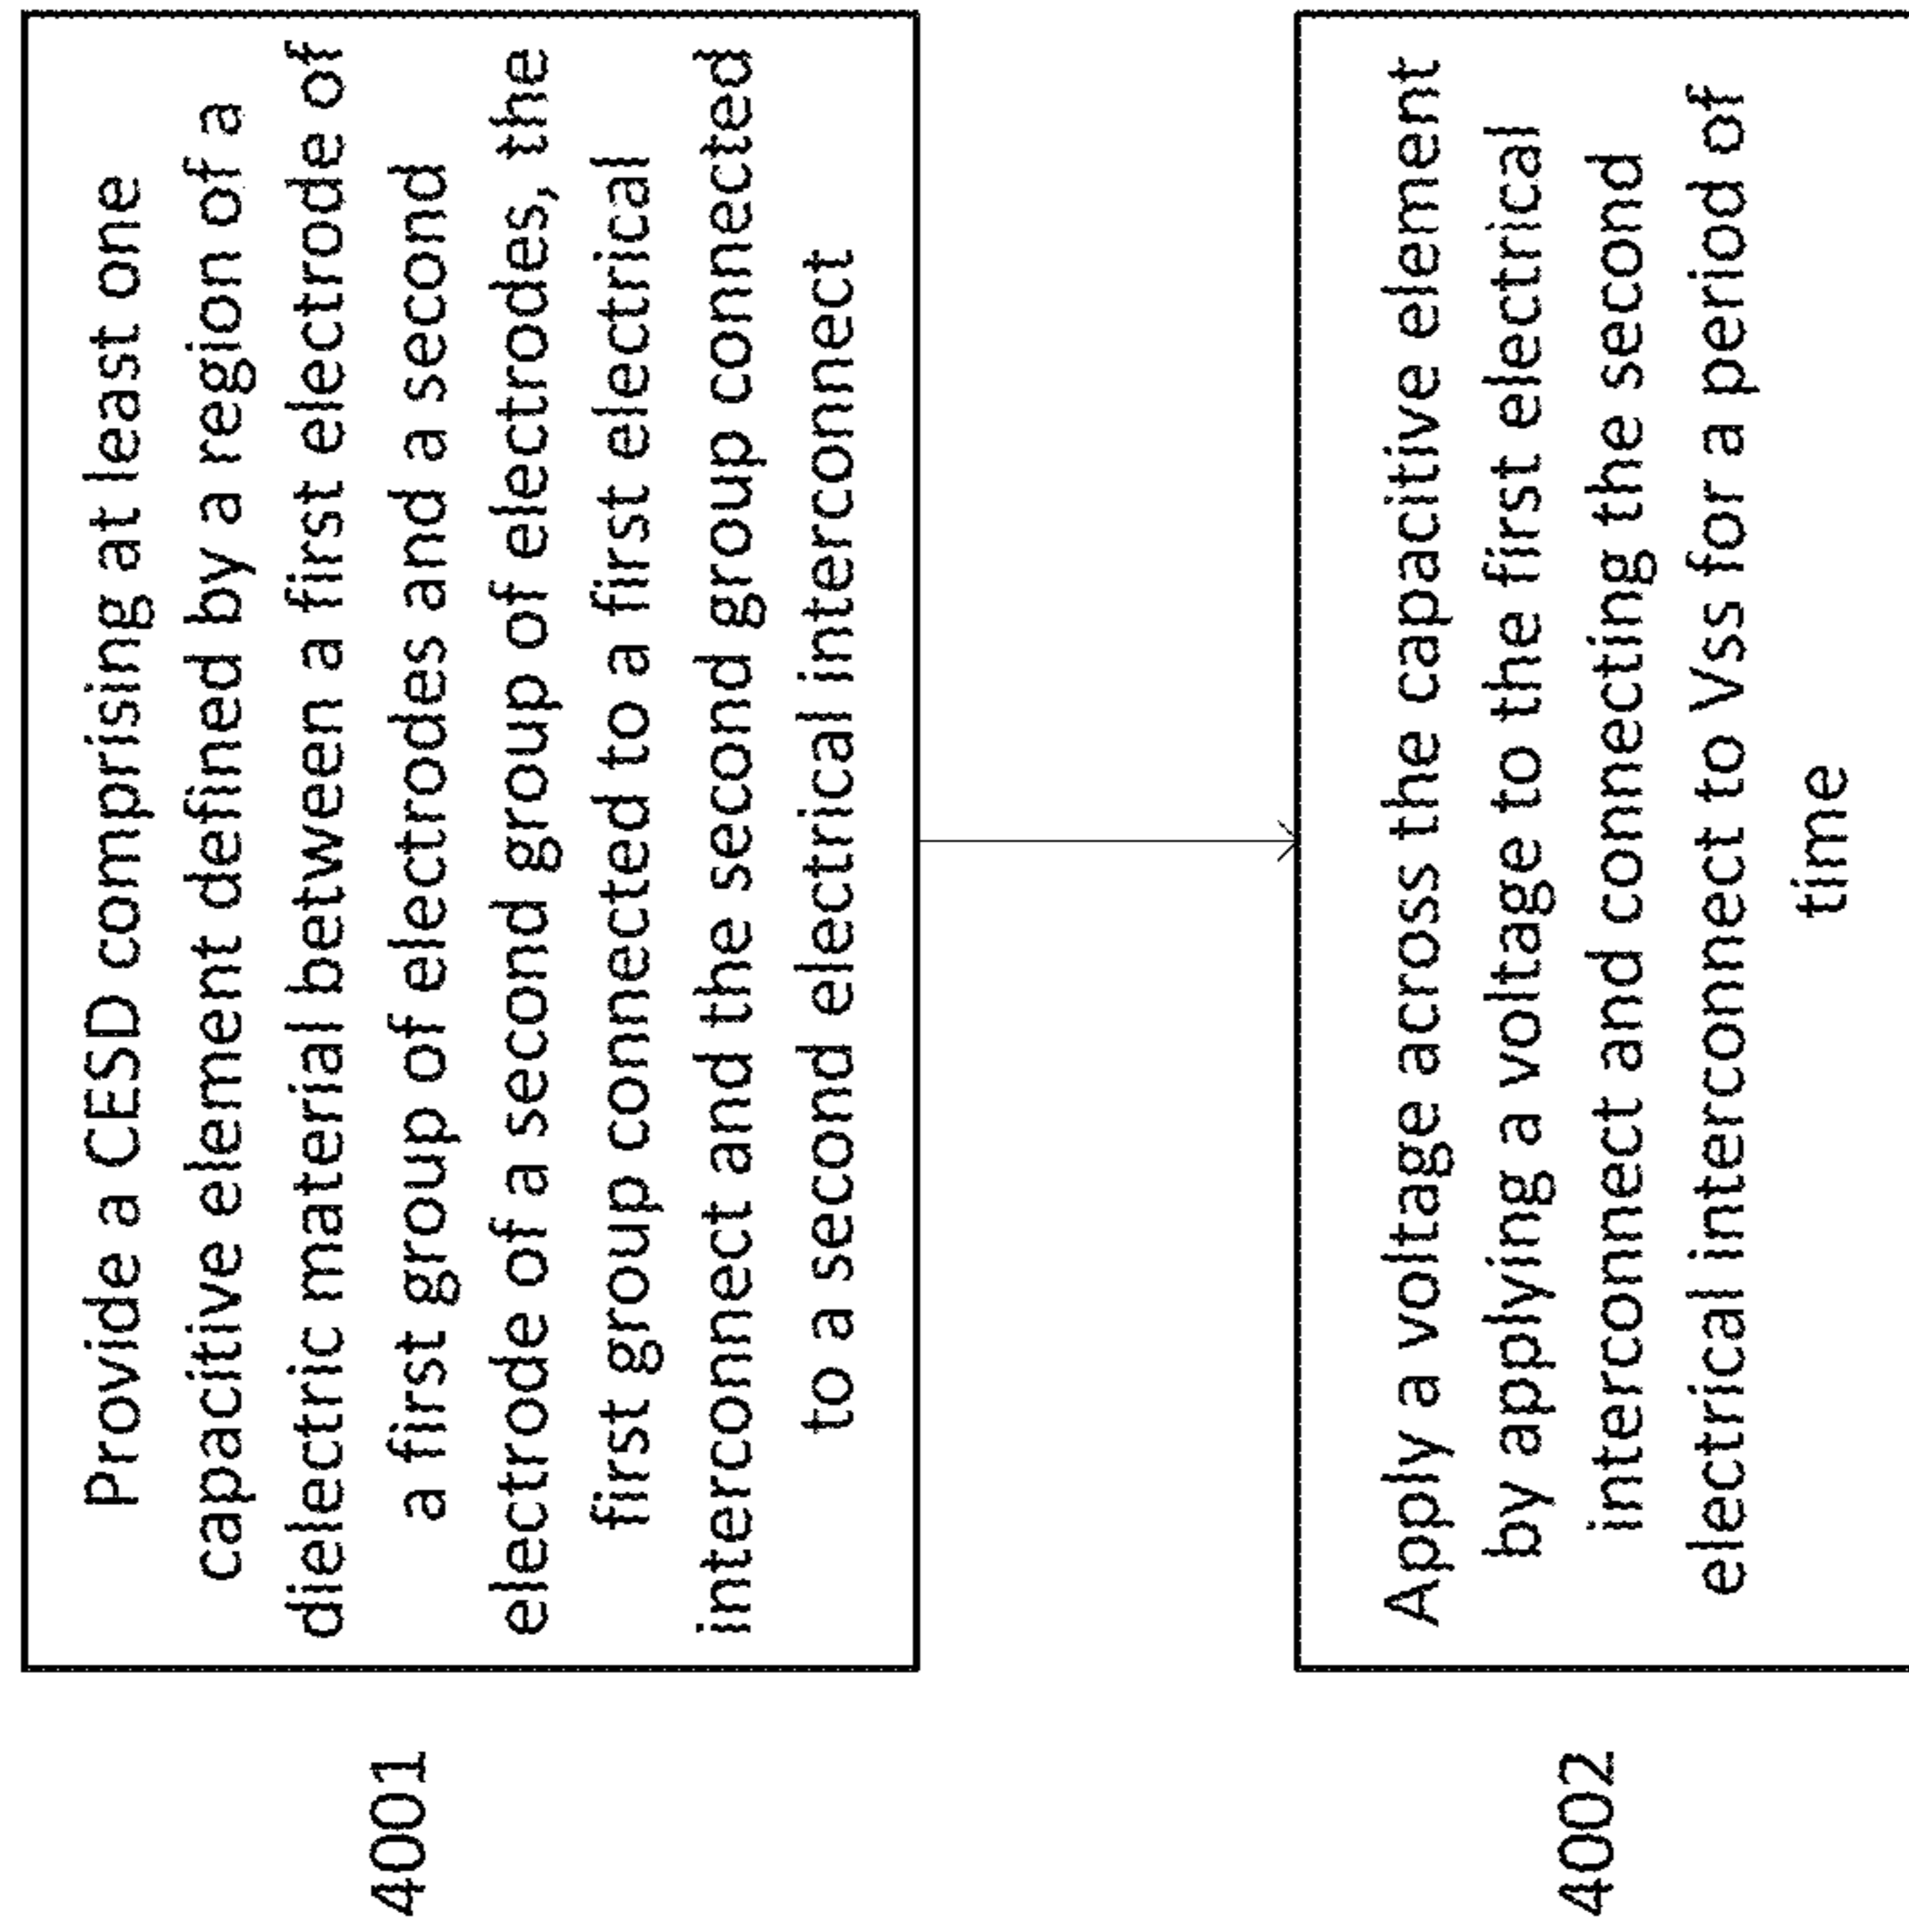 4001
Provide a CESD comprising at least one
capacitive element defined by a region of a
dielectric material between a first electrode of
a first group of electrodes and a second
electrode of a second group of electrodes, the
first group connected to a first electrical
interconnect and the second group connected
to a second electrical interconnect
4002
Apply a voltage across the capacitive element
by applying a voltage to the first electrical
interconnect and connecting the second
electrical interconnect to Vss for a period of
time